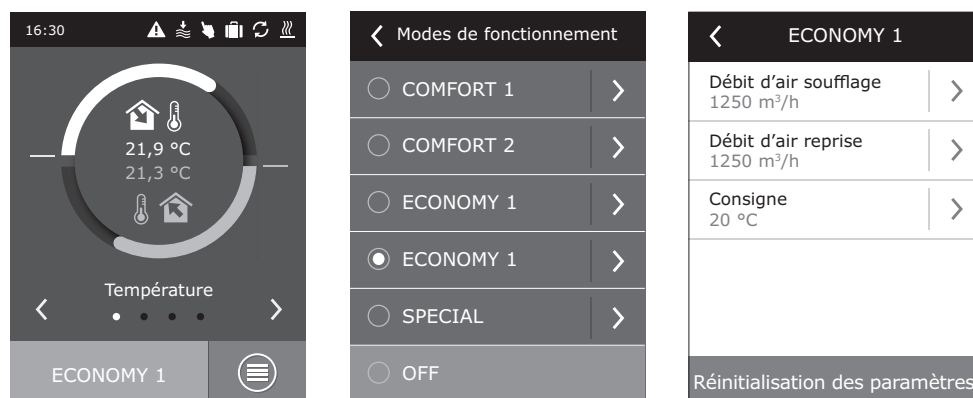 16:30
21,9 °C
21,3 °C
Température
ECONOMY 1
Modes de fonctionnement
COMFORT 1
COMFORT 2
ECONOMY 1
ECONOMY 1
SPECIAL
OFF
ECONOMY 1
Débit d’air soufflage
1250 m³/h
Débit d’air reprise
1250 m³/h
Consigne
20 °C
Réinitialisation des paramètres